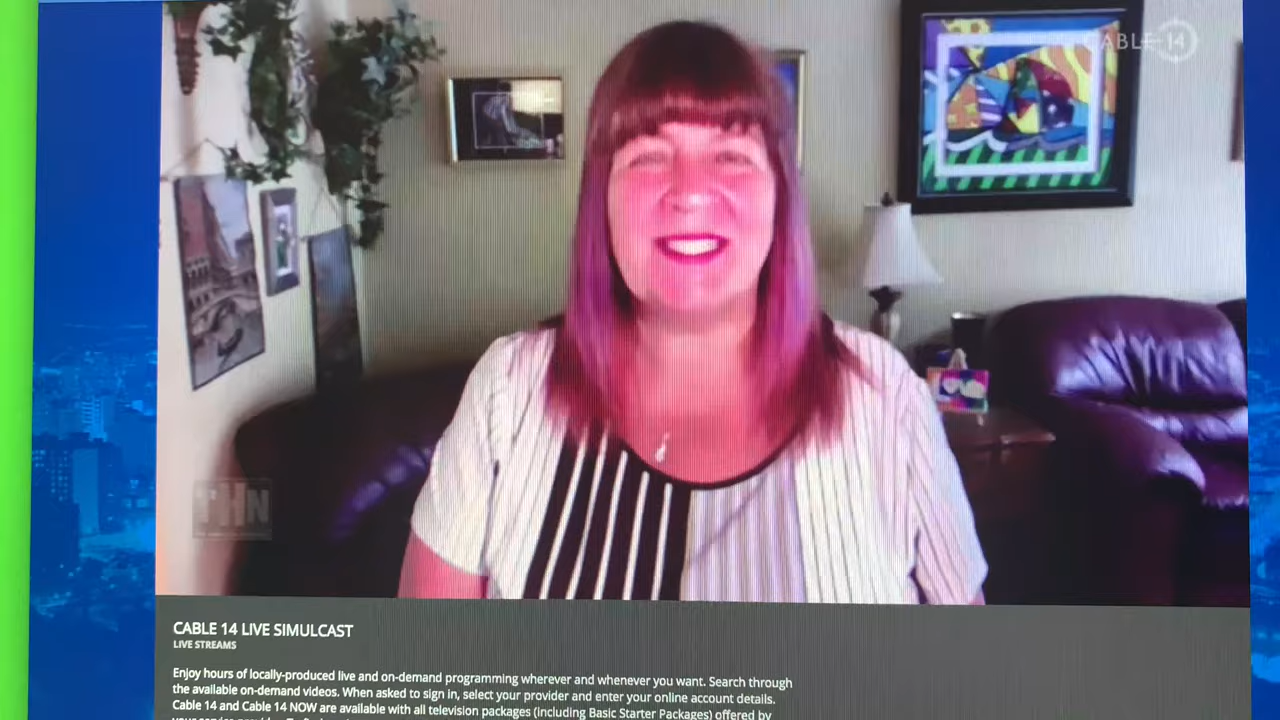 CABLE 14
THN
CABLE 14 LIVE SIMULCAST
LIVE STREAMS
Enjoy hours of locally-produced live and on-demand programming wherever and whenever you want. Search through
the available on-demand videos. When asked to sign in, select your provider and enter your online account details.
Cable 14 and Cable 14 NOW are available with all television packages (including Basic Starter Packages) offered by